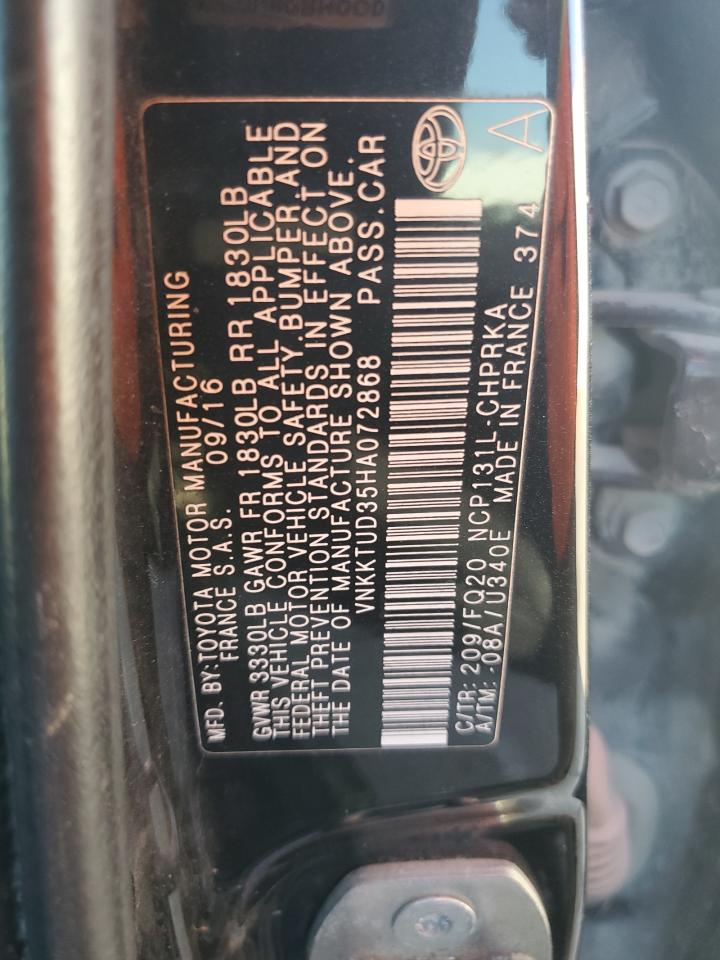 MFD. BY: TOYOTA MOTOR MANUFACTURING
FRANCE S.A.S. 09/16
GVWR 3330LB GAWR FR 1830LB RR 1830LB
THIS VEHICLE CONFORMS TO ALL APPLICABLE
FEDERAL MOTOR VEHICLE SAFETY, BUMPER, AND
THEFT PREVENTION STANDARDS IN EFFECT ON
THE DATE OF MANUFACTURE SHOWN ABOVE.
VNKKTUD35HA072868 PASS.CAR
C/TR: 209/FQ20 NCP131L-CHPRKA
A/TM: -08A/U340E MADE IN FRANCE 374 A